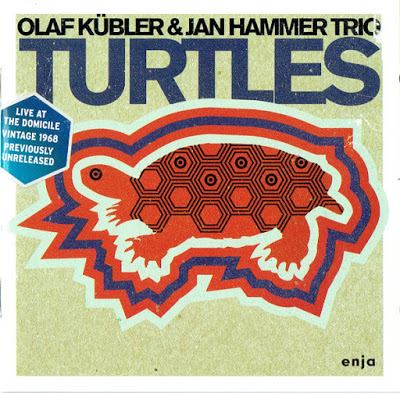 OLAF KÜBLER & JAN HAMMER TRIO
TURTLES
LIVE AT
THE DOMICILE
VINTAGE 1968
PREVIOUSLY
UNRELEASED
enja